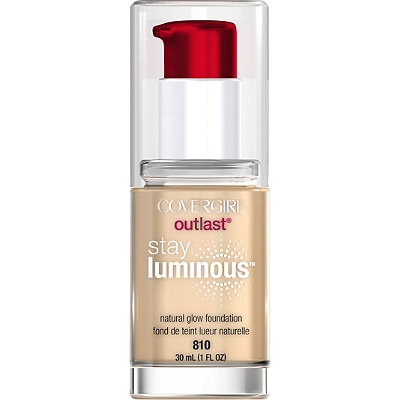 COVERGIRL
outlast®
stay
luminous™
natural glow foundation
fond de teint lueur naturelle
810
30 mL (1 FL OZ)